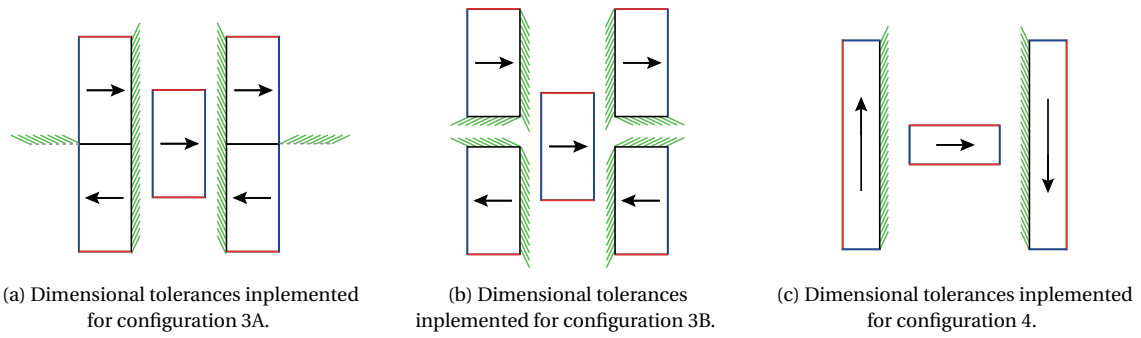 (a) Dimensional tolerances inplemented
for configuration 3A.
(b) Dimensional tolerances
inplemented for configuration 3B.
(c) Dimensional tolerances inplemented
for configuration 4.